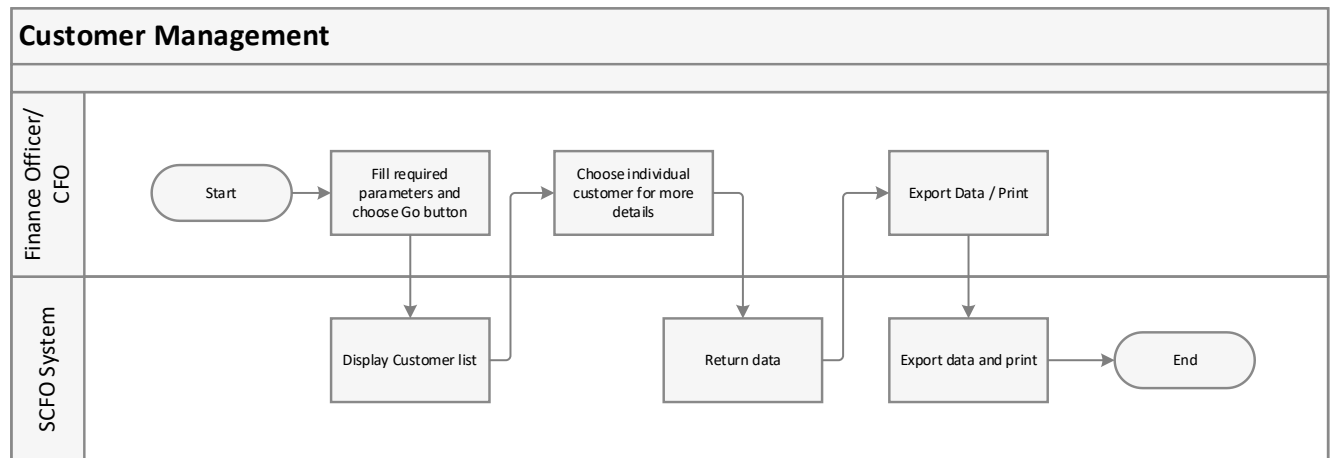 Customer Management
Finance Officer/
CFO
Start
Fill required
parameters and
choose Go button
Choose individual
customer for more
details
Export Data / Print
SCFO System
Display Customer list
Return data
Export data and print
End